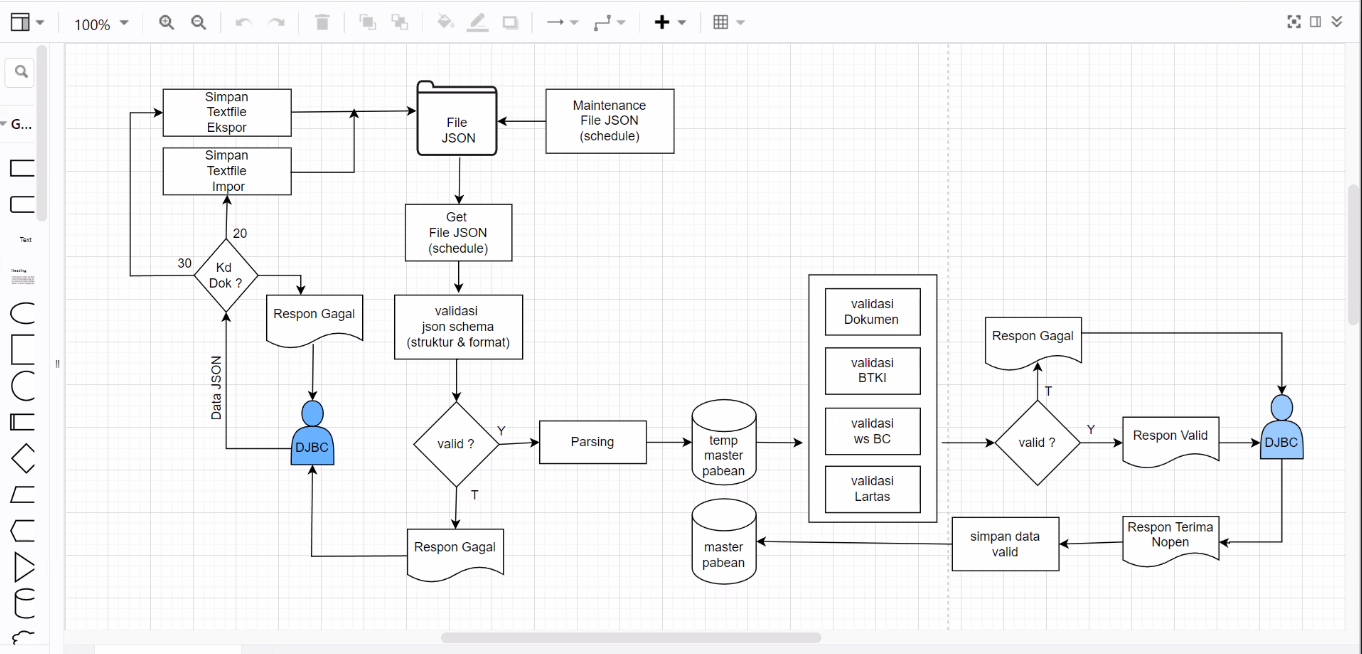 100%
G...
Text
Heading
Simpan
Textfile
Ekspor
Simpan
Textfile
Impor
File
JSON
Maintenance
File JSON
(schedule)
20
30
Kd
Dok ?
Respon Gagal
Data JSON
DJBC
Get
File JSON
(schedule)
validasi
json schema
(struktur & format)
valid ?
Y
T
Respon Gagal
Parsing
temp
master
pabean
master
pabean
validasi
Dokumen
validasi
BTKI
validasi
ws BC
validasi
Lartas
Respon Gagal
T
valid ?
Y
Respon Valid
DJBC
Respon Terima
Nopen
simpan data
valid